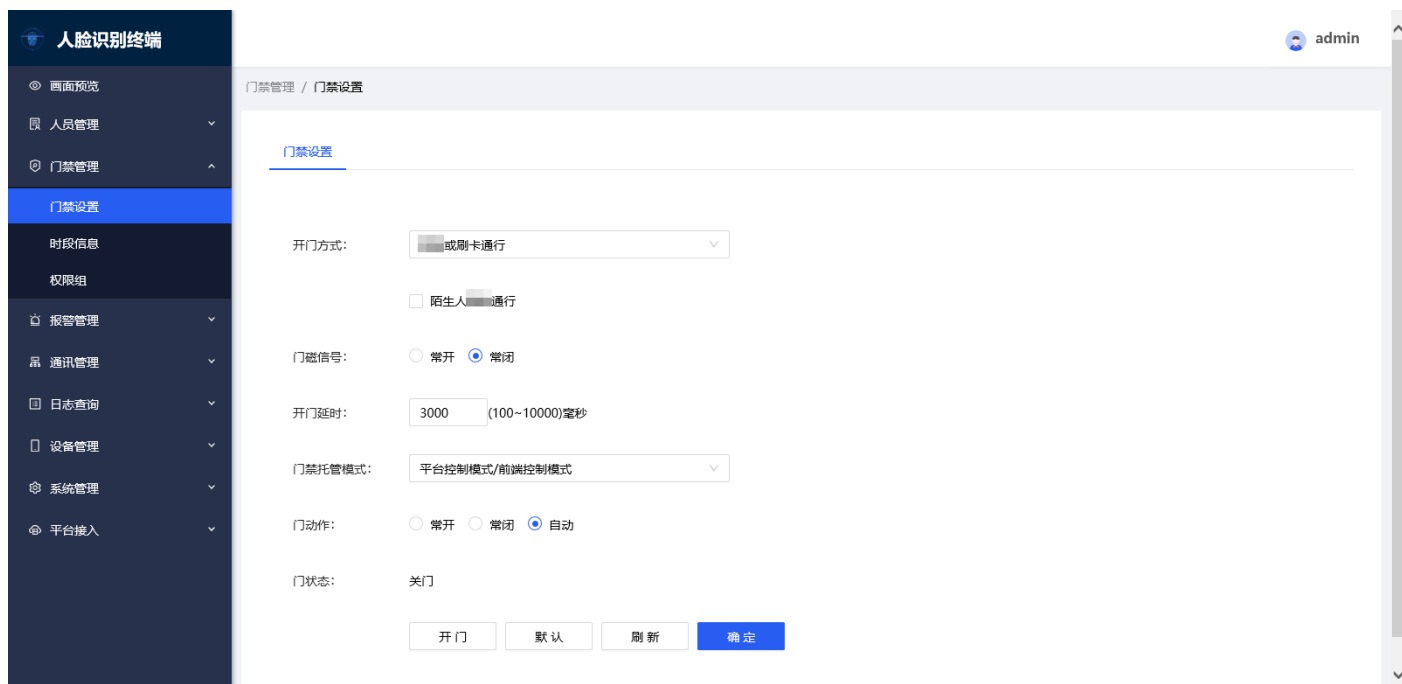 人脸识别终端
admin
画面预览
门禁管理 / 门禁设置
人员管理
门禁管理
门禁设置
时段信息
权限组
报警管理
通讯管理
日志查询
设备管理
系统管理
平台接入
门禁设置
开门方式: 或刷卡通行
陌生人 通行
门磁信号: 常开 常闭
开门延时: 3000 (100~10000)毫秒
门禁托管模式: 平台控制模式/前端控制模式
门动作: 常开 常闭 自动
门状态: 关门
开门 默认 刷新 确定